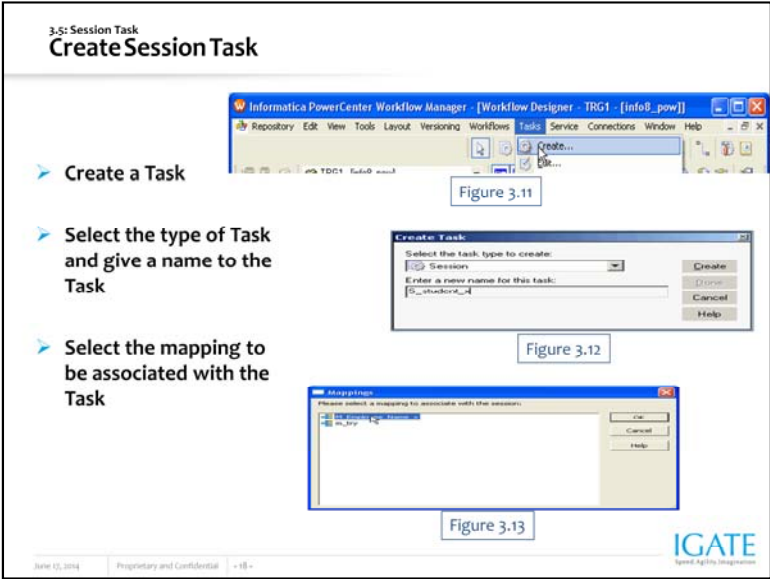 3.5: Session Task
Create Session Task
Informatica PowerCenter Workflow Manager - [Workflow Designer - TRG1 - [info8_pow]]
Repository Edit View Tools Layout Versioning Workflows Tasks Service Connections Window Help
Create...
Edit...
TRG1
Figure 3.11
➤ Create a Task
➤ Select the type of Task
and give a name to the
Task
Create Task
Select the task type to create:
Session
Create
Enter a new name for this task:
Done
S_student_x
Cancel
Help
Figure 3.12
➤ Select the mapping to
be associated with the
Task
Mappings
Please select a mapping to associate with the session:
OK
m_try
Cancel
Help
Figure 3.13
IGATE
Speed.Agility.Imagination
June 17, 2014 Proprietary and Confidential - 18 -